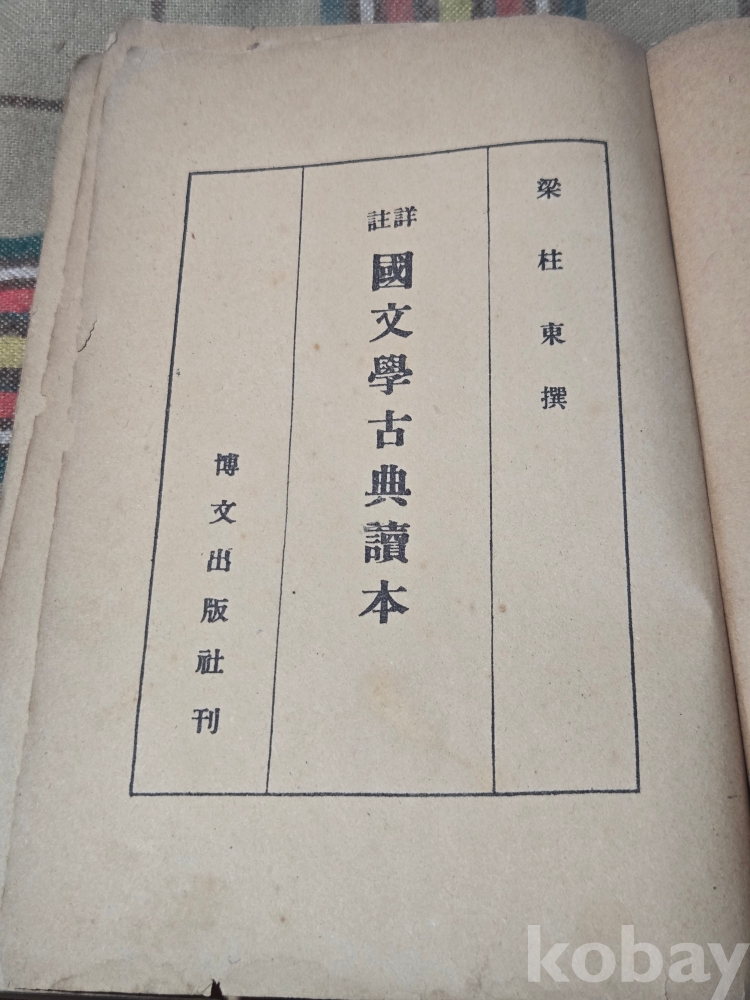 梁柱東撰
詳註
國文學古典讀本
博文出版社刊
kobay